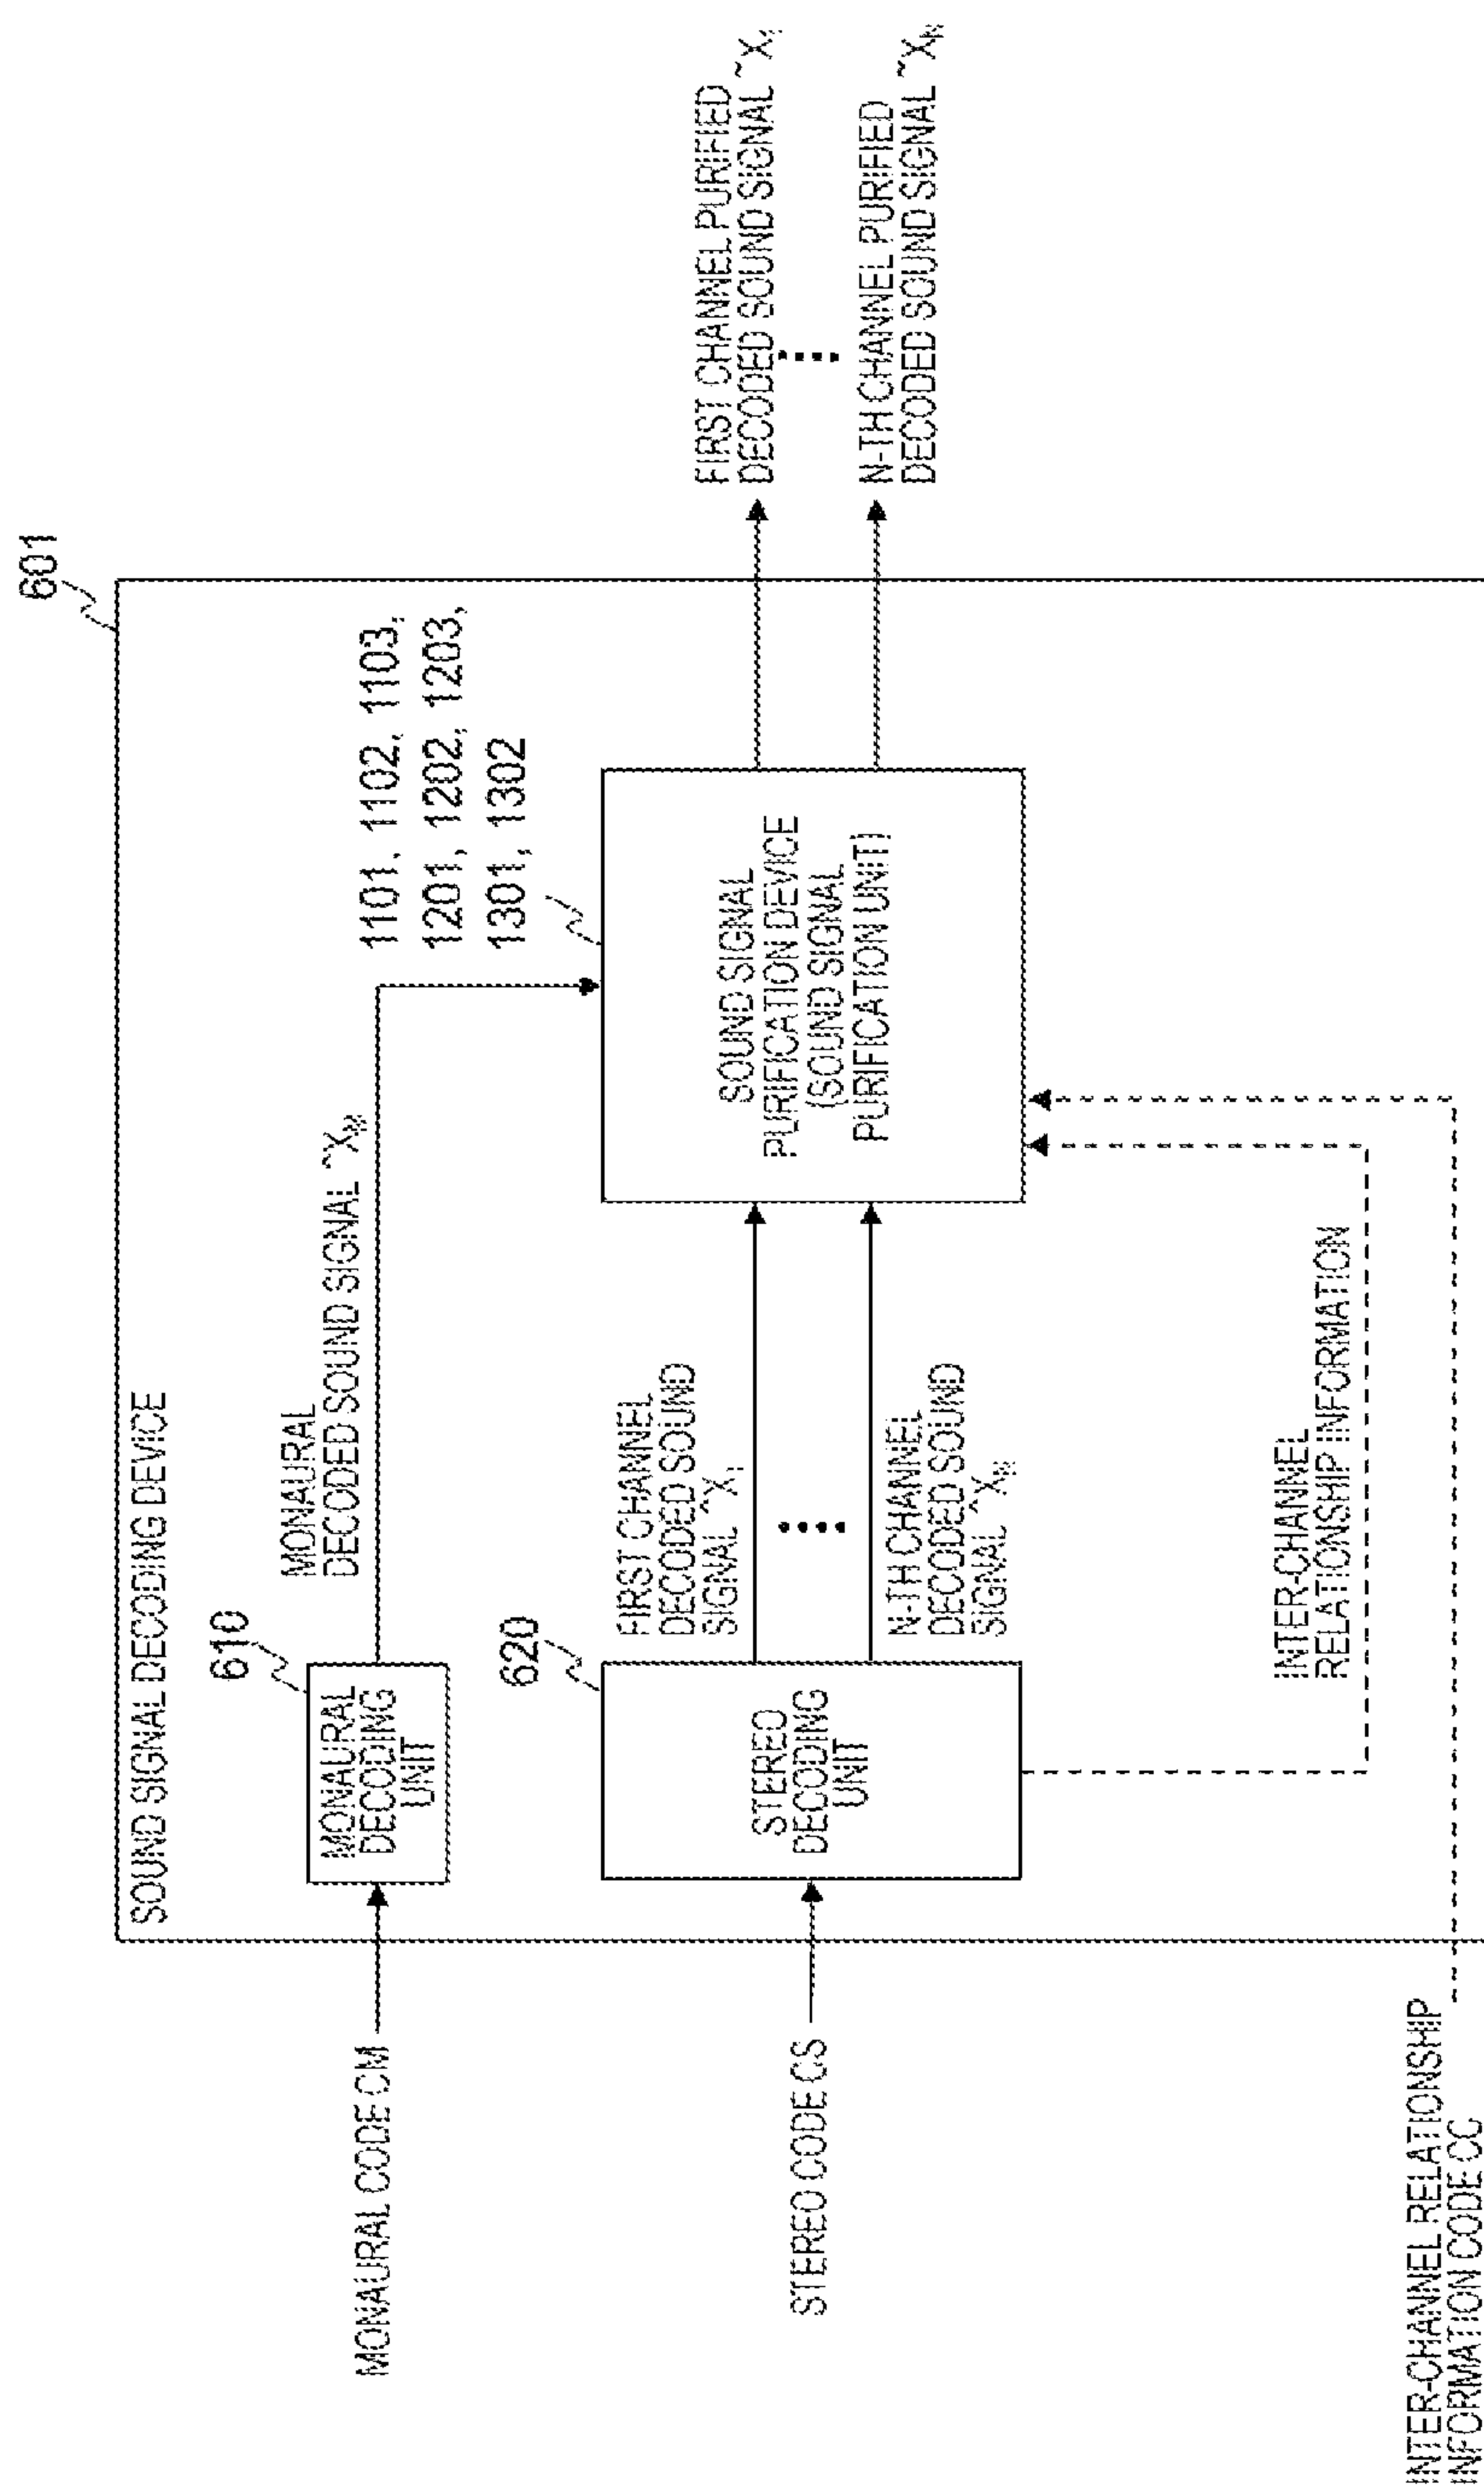 601
SOUND SIGNAL DECODING DEVICE
MONAURAL CODE CM
610
MONAURAL
DECODING
UNIT
MONAURAL
DECODED SOUND SIGNAL ^X_M
1101, 1102, 1103,
1201, 1202, 1203,
1301, 1302
STEREO CODE CS
620
STEREO
DECODING
UNIT
FIRST CHANNEL
DECODED SOUND
SIGNAL ^X_1
N-TH CHANNEL
DECODED SOUND
SIGNAL ^X_N
SOUND SIGNAL
PURIFICATION DEVICE
(SOUND SIGNAL
PURIFICATION UNIT)
FIRST CHANNEL PURIFIED
DECODED SOUND SIGNAL ~X_1
N-TH CHANNEL PURIFIED
DECODED SOUND SIGNAL ~X_N
INTER-CHANNEL
RELATIONSHIP INFORMATION
INTER-CHANNEL RELATIONSHIP
INFORMATION CODE CC